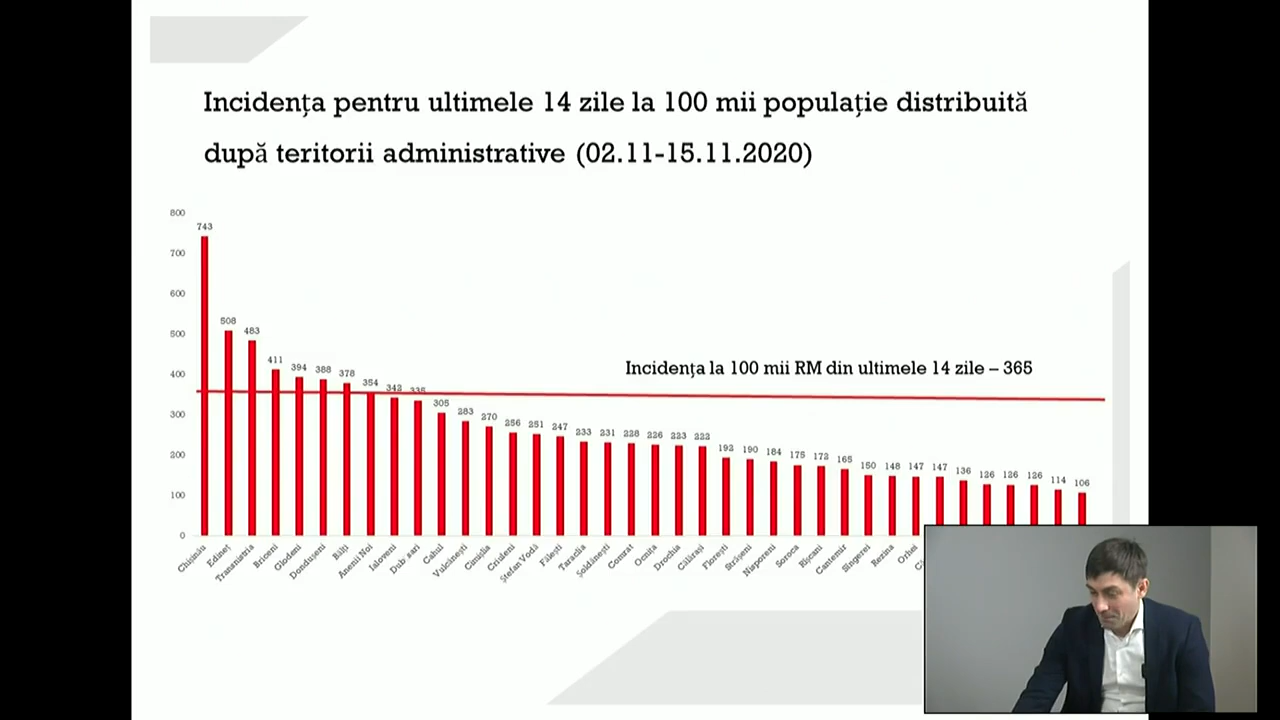 Incidența pentru ultimele 14 zile la 100 mii populație distribuită
după teritorii administrative (02.11-15.11.2020)
800
700
600
500
400
300
200
100
0
743
508
483
411
394
388
378
354
342
335
305
283
270
256
251
247
233
231
228
226
223
222
192
190
184
175
172
165
150
148
147
147
136
126
126
126
114
106
Incidența la 100 mii RM din ultimele 14 zile – 365
Chișinău
Edineț
Transnistria
Briceni
Glodeni
Dondușeni
Bălți
Anenii Noi
Ialoveni
Dubăsari
Cahul
Vulcănești
Cimișlia
Criuleni
Ștefan Vodă
Fălești
Taraclia
Șoldănești
Comrat
Ocnița
Drochia
Călărași
Florești
Strășeni
Nisporeni
Soroca
Rîșcani
Cantemir
Sîngerei
Rezina
Orhei